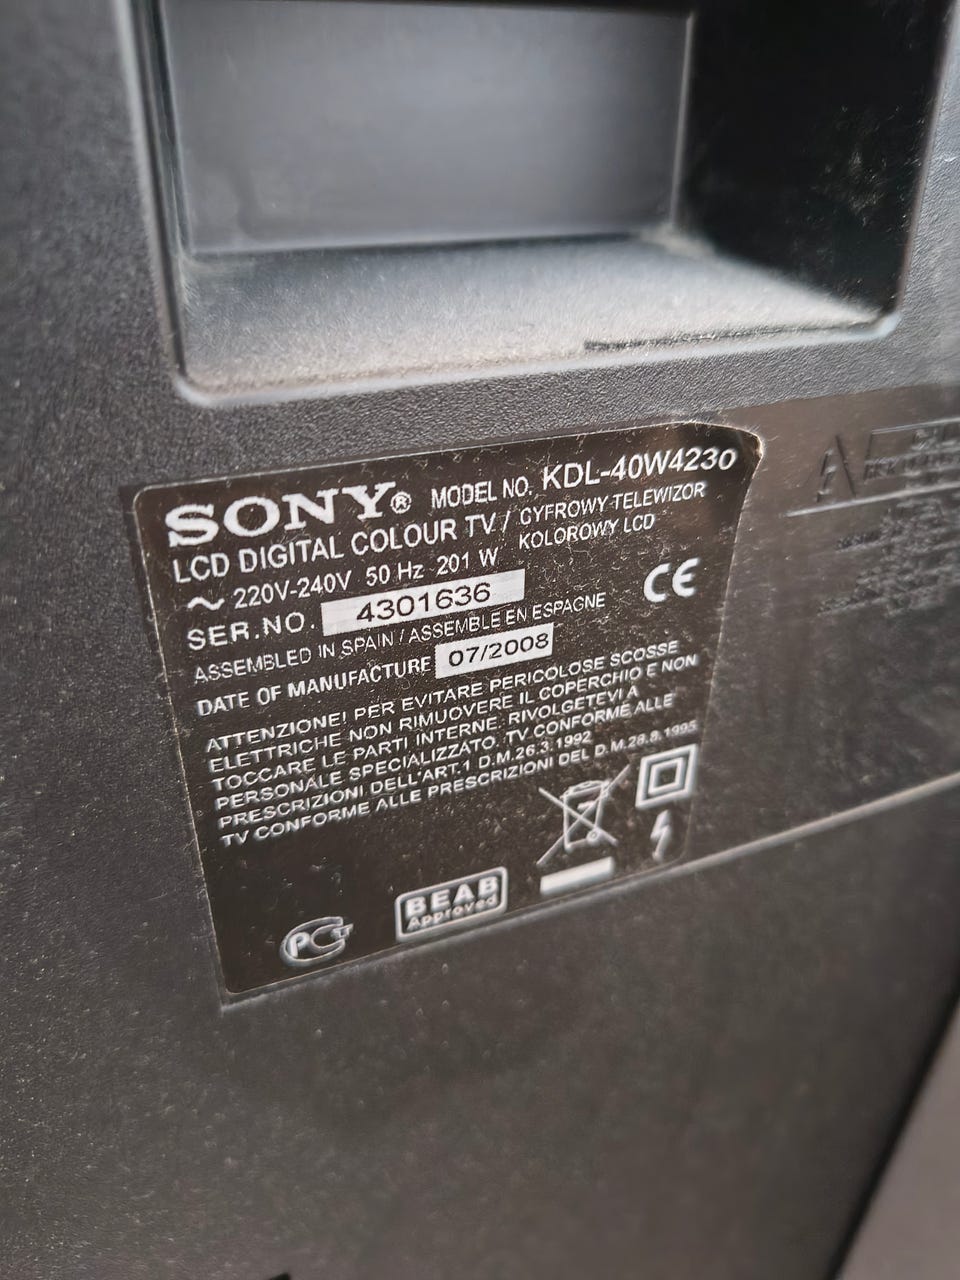 SONY® MODEL NO. KDL-40W4230
LCD DIGITAL COLOUR TV / CYFROWY TELEWIZOR
KOLOROWY LCD
~ 220V-240V 50 Hz 201 W
SER.NO. 4301636
CE
ASSEMBLED IN SPAIN / ASSEMBLE EN ESPAGNE
DATE OF MANUFACTURE 07/2008
ATTENZIONE! PER EVITARE PERICOLOSE SCOSSE
ELETTRICHE NON RIMUOVERE IL COPERCHIO E NON
TOCCARE LE PARTI INTERNE. RIVOLGETEVI A
PERSONALE SPECIALIZZATO. TV CONFORME ALLE
PRESCRIZIONI DELL'ART.1 D.M.26.3.1992
TV CONFORME ALLE PRESCRIZIONI DEL D.M.28.8.1995
BEAB
Approved
PCT